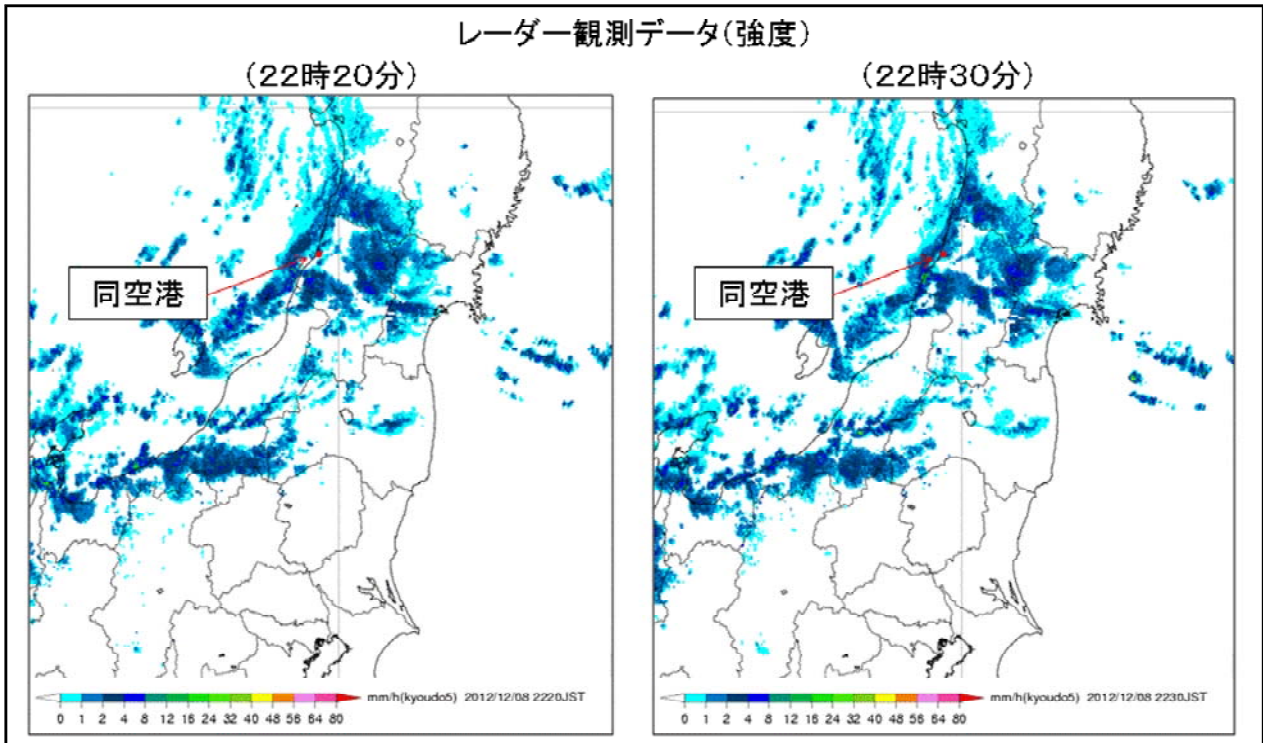 レーダー観測データ(強度)
(22時20分)
(22時30分)
同空港
同空港
mm/h(kyoudo5) 2012/12/08 2220JST
0 1 2 4 8 12 16 24 32 40 48 56 64 80
mm/h(kyoudo5) 2012/12/08 2230JST
0 1 2 4 8 12 16 24 32 40 48 56 64 80